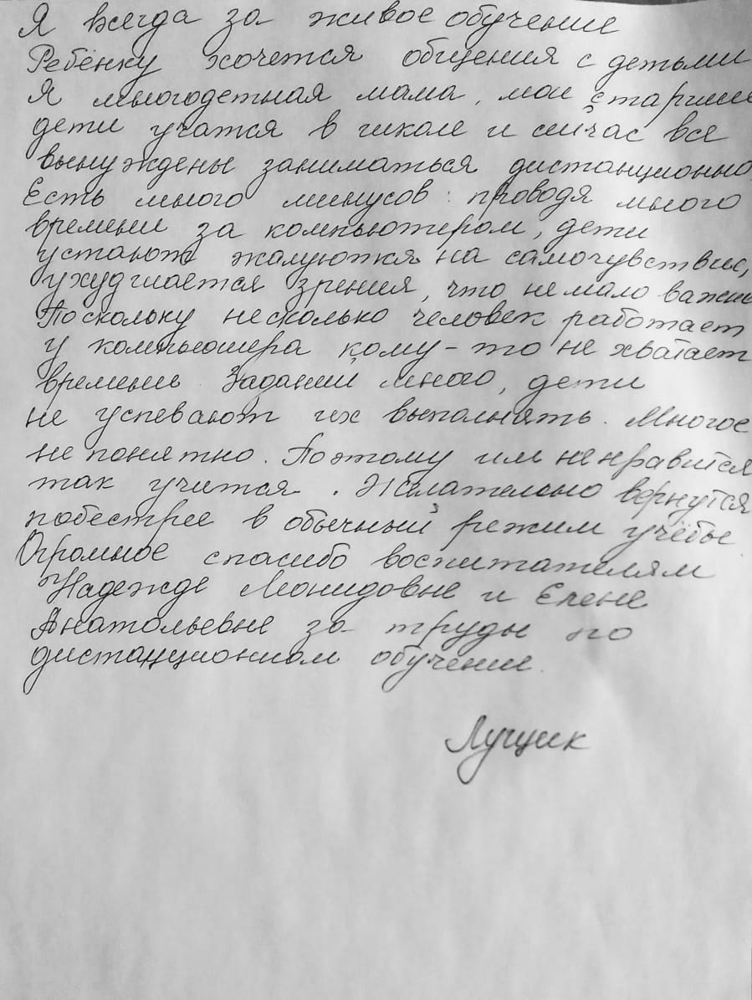 Я всегда за живое обучение
Ребёнку хочется общения с детьми
Я многодетная мама, мои старшие
дети учатся в школе и сейчас все
вынуждены заниматься дистанционно.
Есть много минусов: проводя много
времени за компьютером, дети
устают жалуются на самочувствие,
ухудшается зрения, что немало важно
Поскольку несколько человек работает
у компьютера кому-то не хватает
времени. Заданий много, дети
не успевают их выполнять. Многое
не понятно. Поэтому им не нравится
так учится. Желательно вернутся
побестрее в обычный режим учёбы
Огромное спасибо воспитателям
Надежде Леонидовне и Елене
Анатольевне за труды по
дистанционном обучении.
Лущик